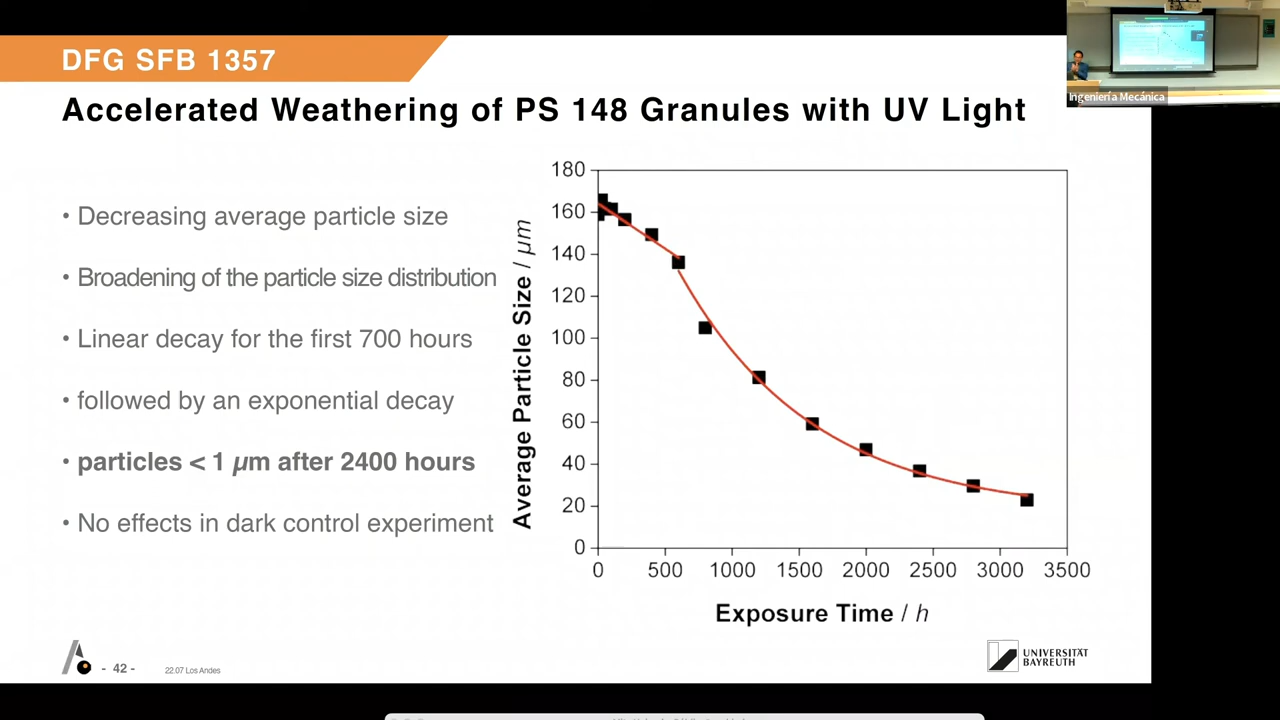 DFG SFB 1357
Ingeniería Mecánica
Accelerated Weathering of PS 148 Granules with UV Light
• Decreasing average particle size
• Broadening of the particle size distribution
• Linear decay for the first 700 hours
• followed by an exponential decay
• particles < 1 µm after 2400 hours
• No effects in dark control experiment
Average Particle Size / µm
180
160
140
120
100
80
60
40
20
0
0 500 1000 1500 2000 2500 3000 3500
Exposure Time / h
- 42 -
22.07 Los Andes
UNIVERSITÄT
BAYREUTH